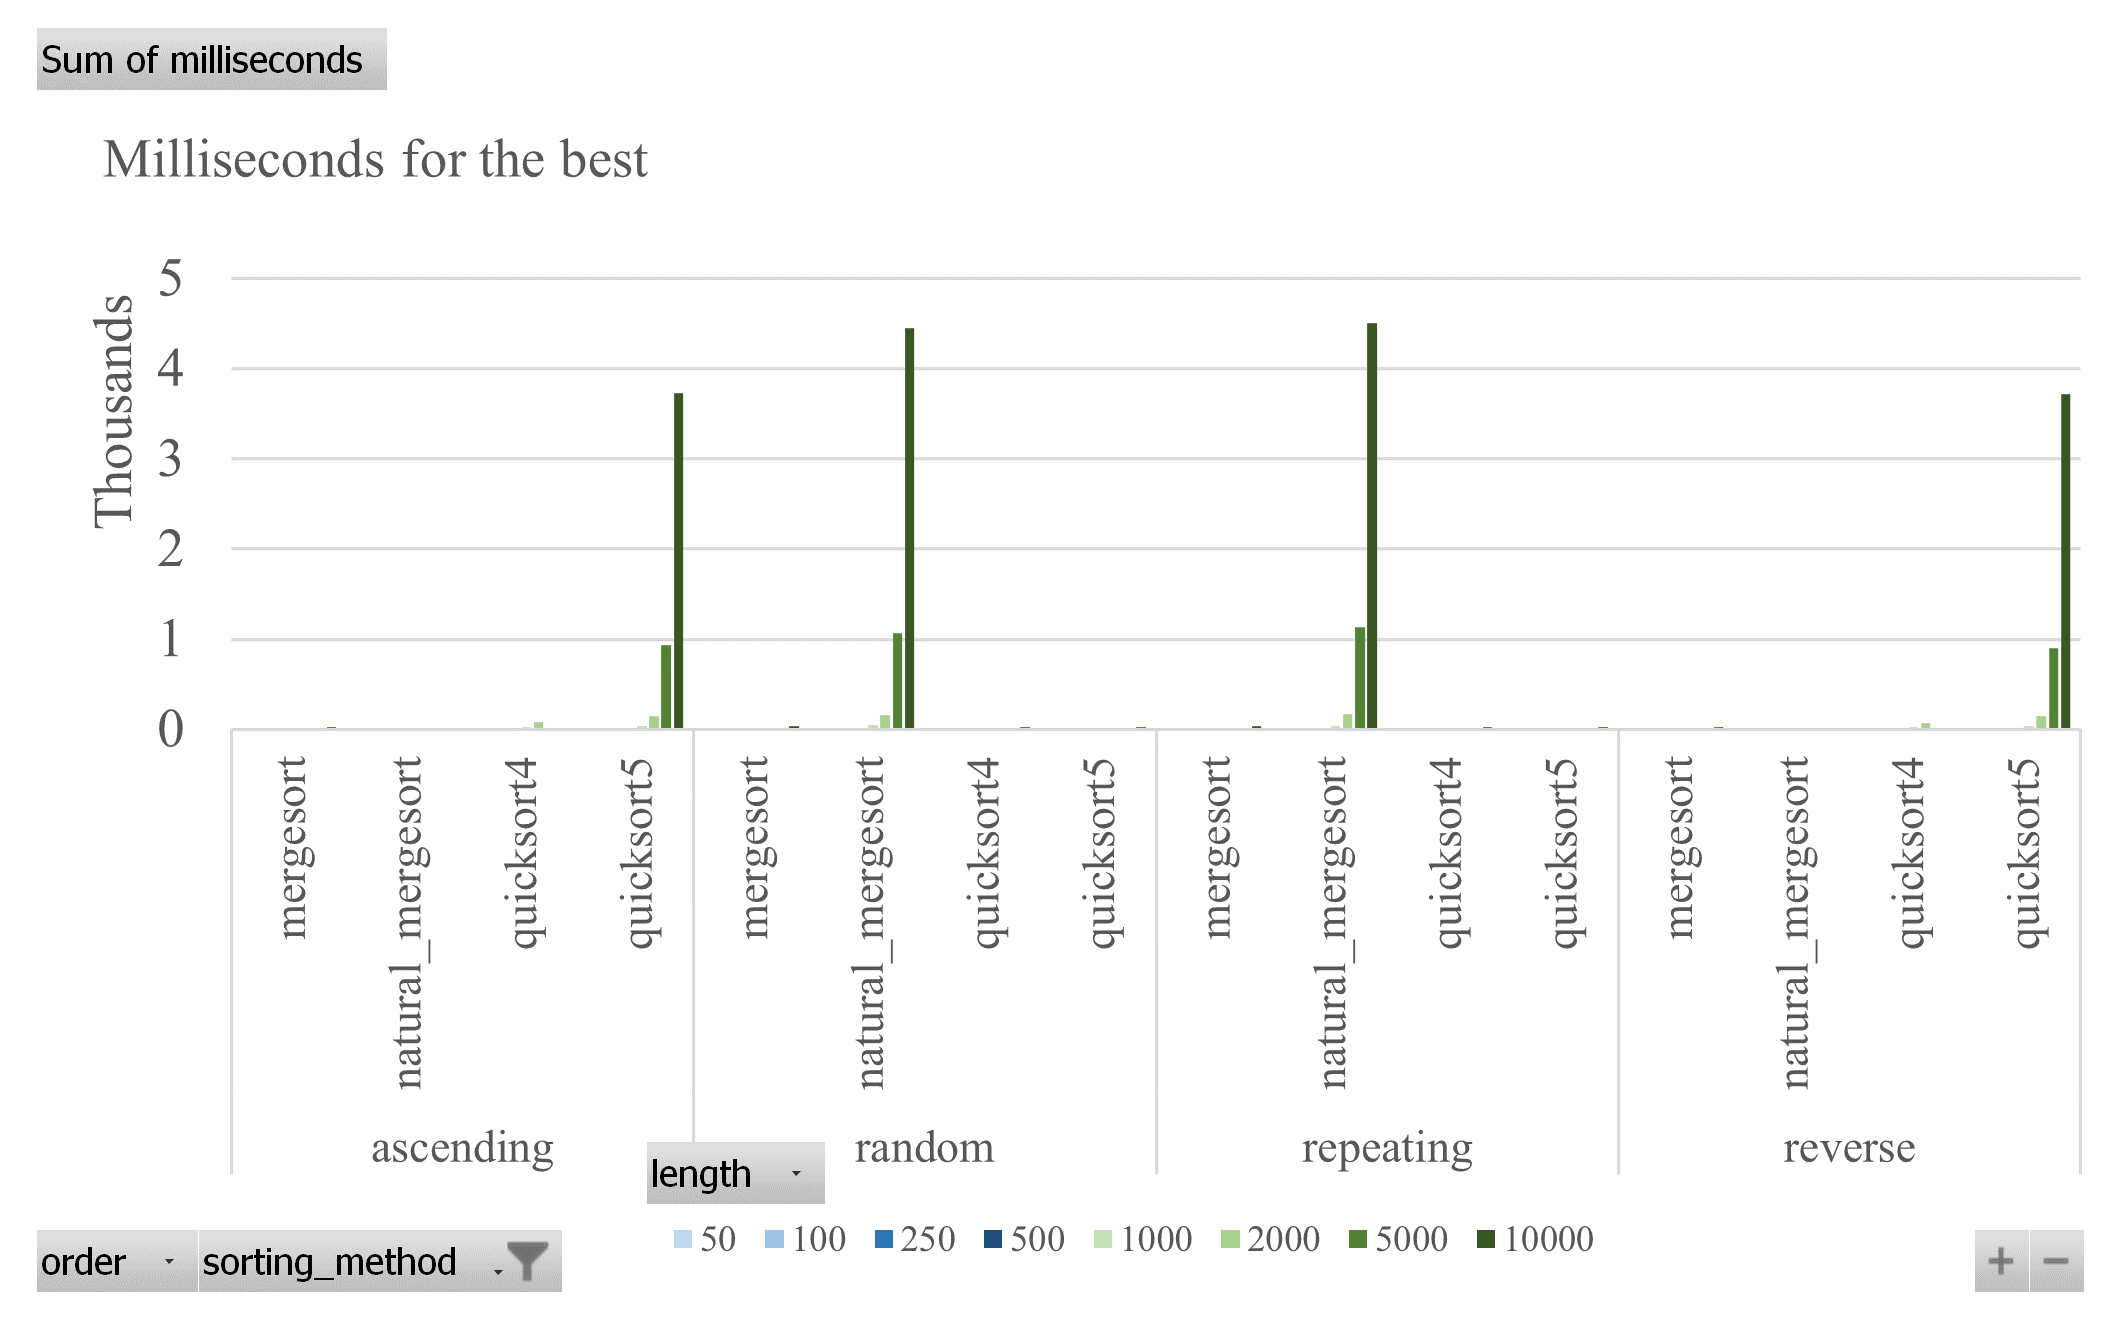 Sum of milliseconds
Milliseconds for the best
Thousands
5
4
3
2
1
0
mergesort
natural_mergesort
quicksort4
quicksort5
mergesort
natural_mergesort
quicksort4
quicksort5
mergesort
natural_mergesort
quicksort4
quicksort5
mergesort
natural_mergesort
quicksort4
quicksort5
ascending random repeating reverse
length
50 100 250 500 1000 2000 5000 10000
order sorting_method + −